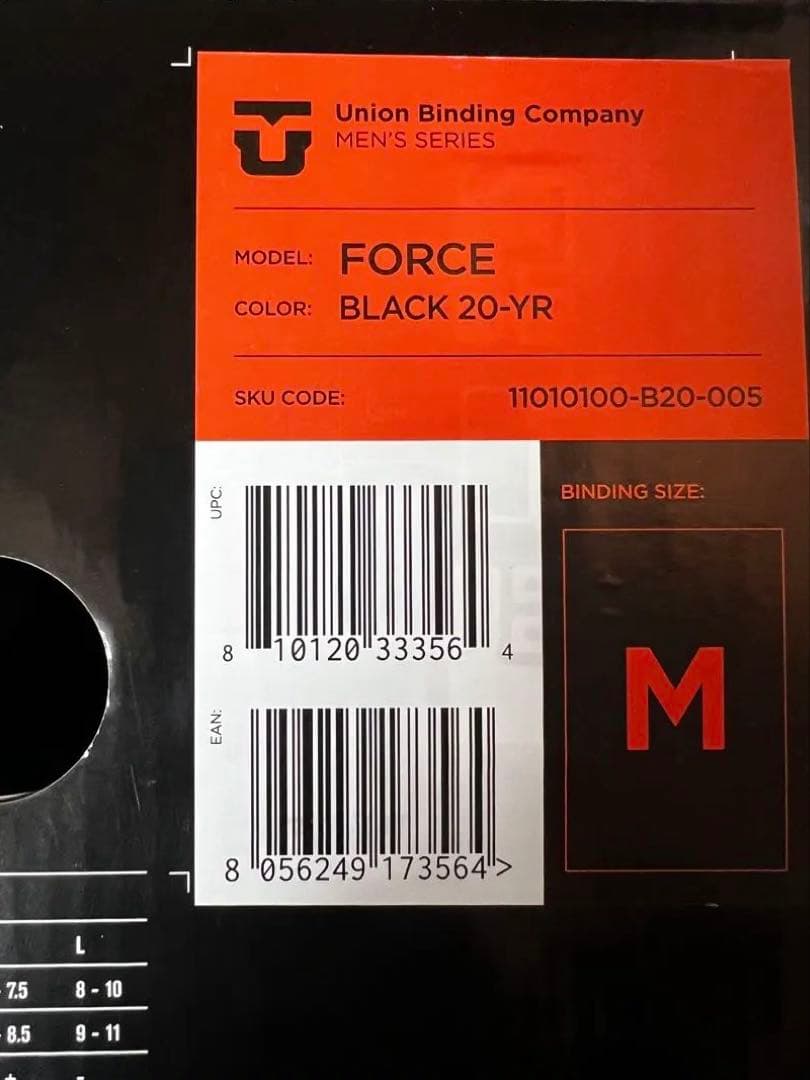 Union Binding Company
MEN'S SERIES
MODEL: FORCE
COLOR: BLACK 20-YR
SKU CODE: 11010100-B20-005
UPC:
8 10120 33356 4
BINDING SIZE:
M
EAN:
8 056249 173564 >
L
7.5 8 - 10
8.5 9 - 11